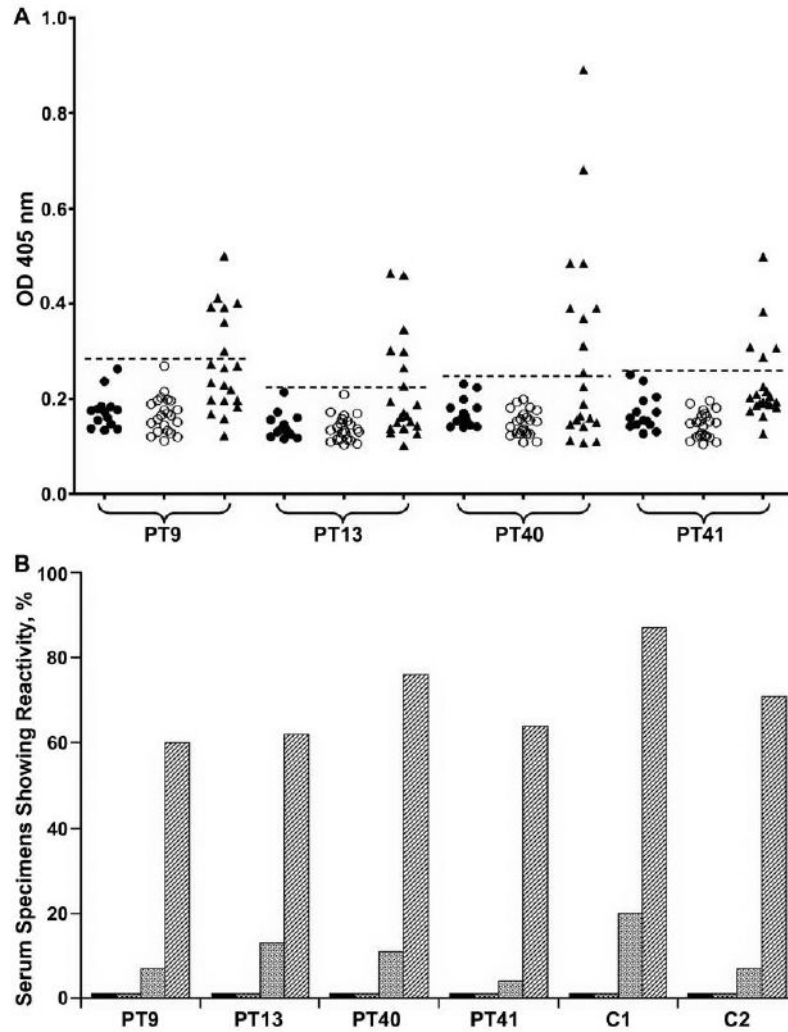 A
1.0
0.8
0.6
0.4
0.2
0.0
OD 405 nm
PT9 PT13 PT40 PT41
B
100
80
60
40
20
0
Serum Specimens Showing Reactivity, %
PT9 PT13 PT40 PT41 C1 C2